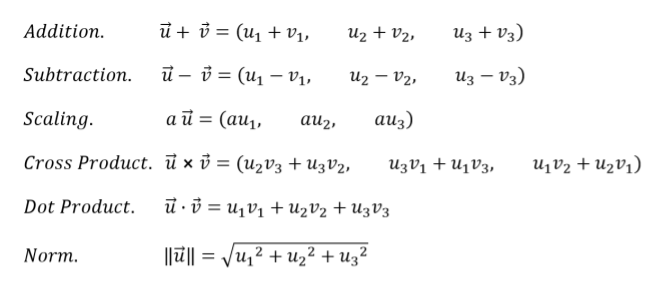 Addition. u⃗ + v⃗ = (u₁ + v₁, u₂ + v₂, u₃ + v₃)
Subtraction. u⃗ − v⃗ = (u₁ − v₁, u₂ − v₂, u₃ − v₃)
Scaling. a u⃗ = (au₁, au₂, au₃)
Cross Product. u⃗ × v⃗ = (u₂v₃ + u₃v₂, u₃v₁ + u₁v₃, u₁v₂ + u₂v₁)
Dot Product. u⃗ · v⃗ = u₁v₁ + u₂v₂ + u₃v₃
Norm. ‖u⃗‖ = √(u₁² + u₂² + u₃²)